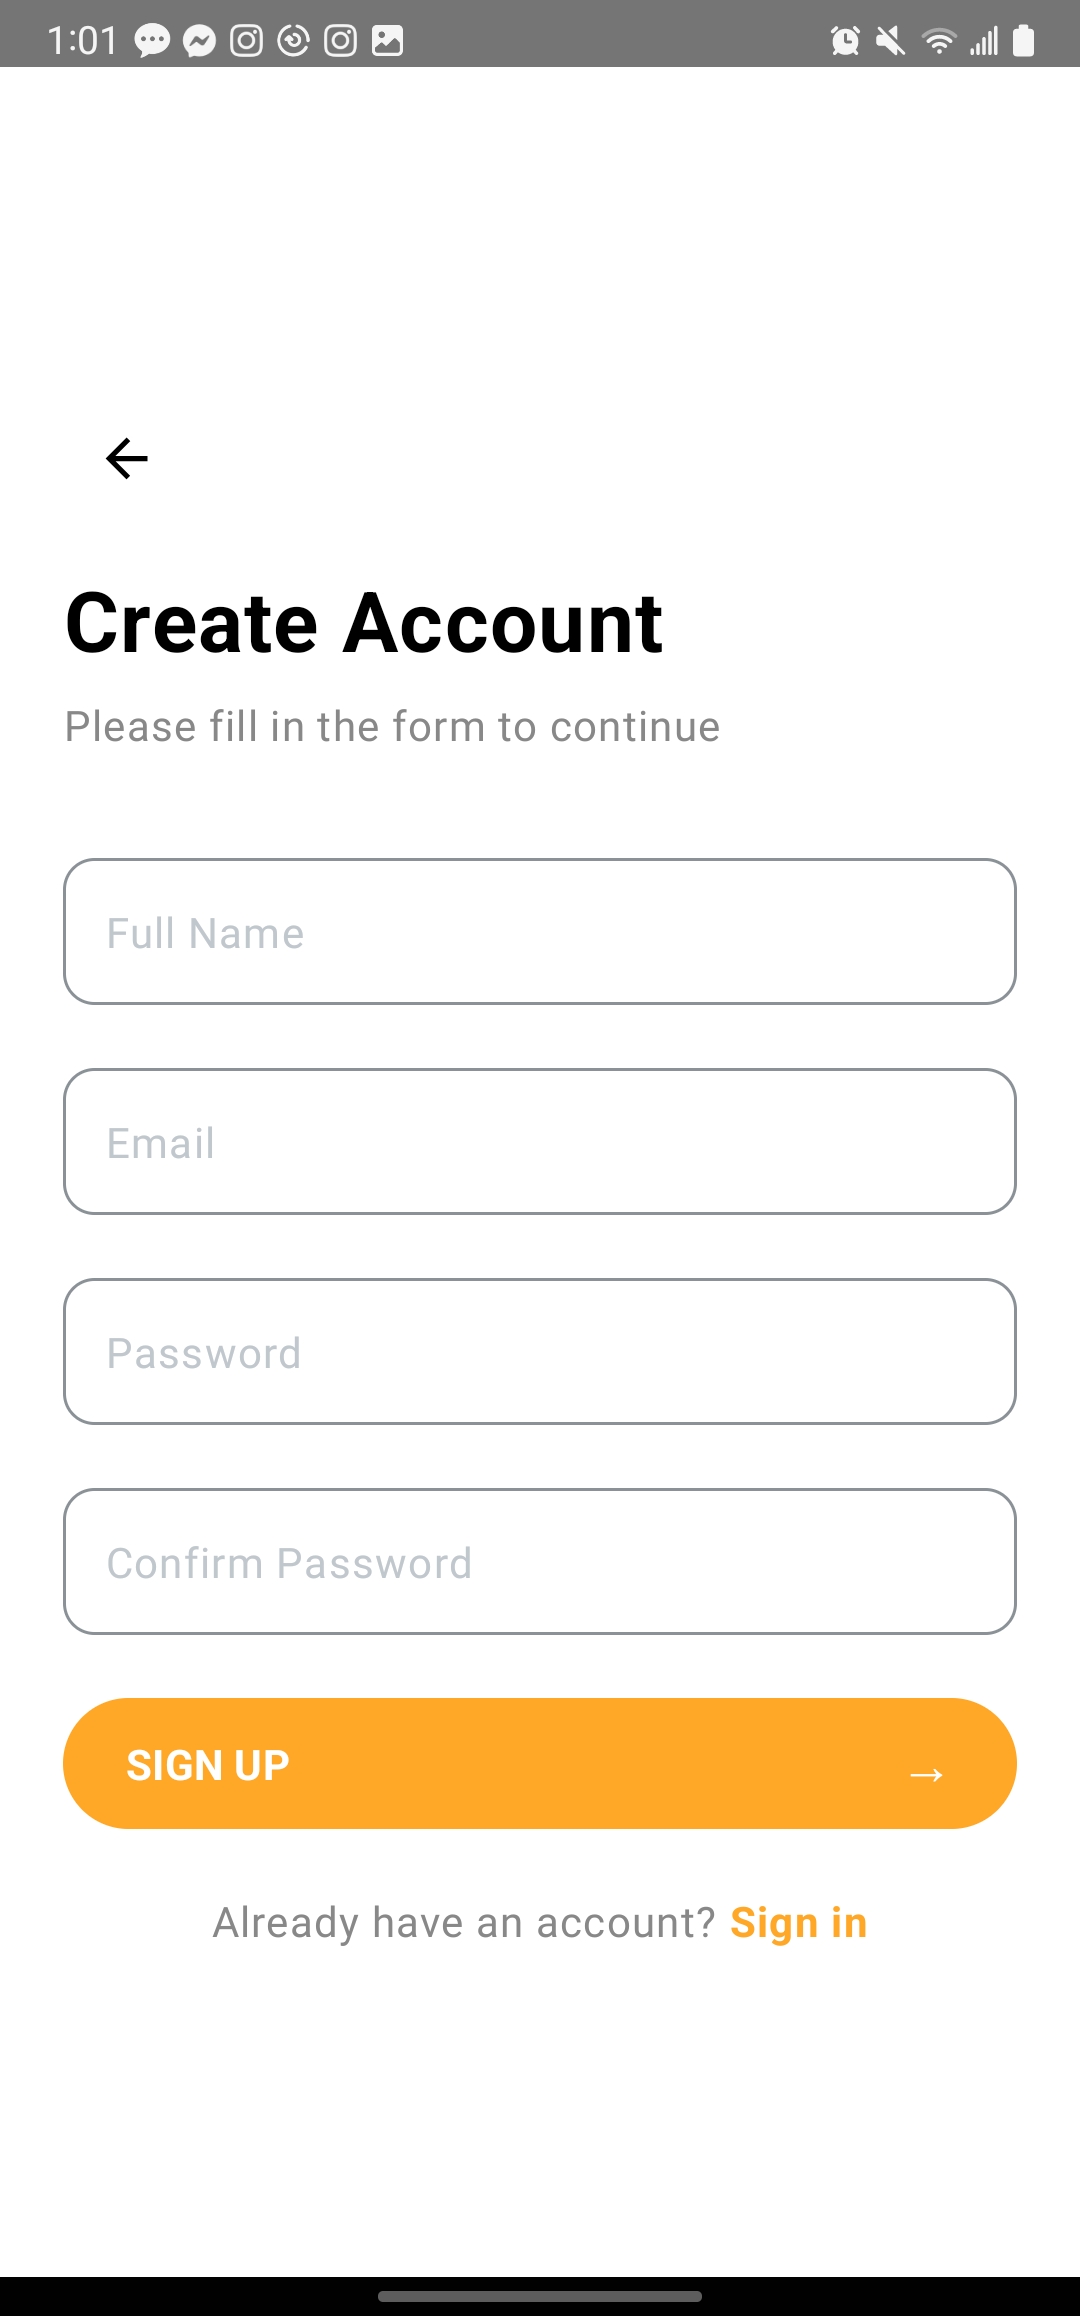 1:01
Create Account
Please fill in the form to continue
Full Name
Email
Password
Confirm Password
SIGN UP →
Already have an account? Sign in